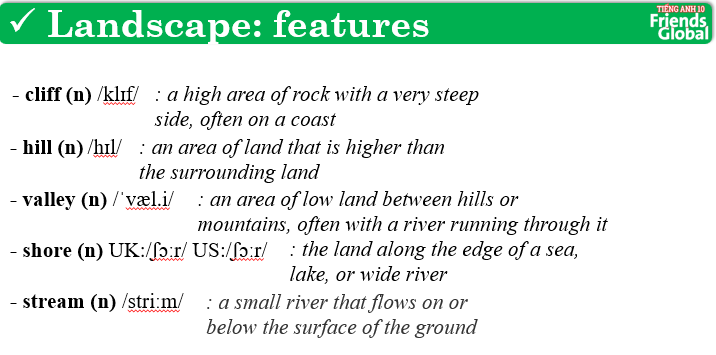 ✓ Landscape: features
TIẾNG ANH 10
Friends
Global
- cliff (n) /klɪf/ : a high area of rock with a very steep
side, often on a coast
- hill (n) /hɪl/ : an area of land that is higher than
the surrounding land
- valley (n) /ˈvæl.i/ : an area of low land between hills or
mountains, often with a river running through it
- shore (n) UK:/ʃɔːr/ US:/ʃɔːr/ : the land along the edge of a sea,
lake, or wide river
- stream (n) /striːm/ : a small river that flows on or
below the surface of the ground